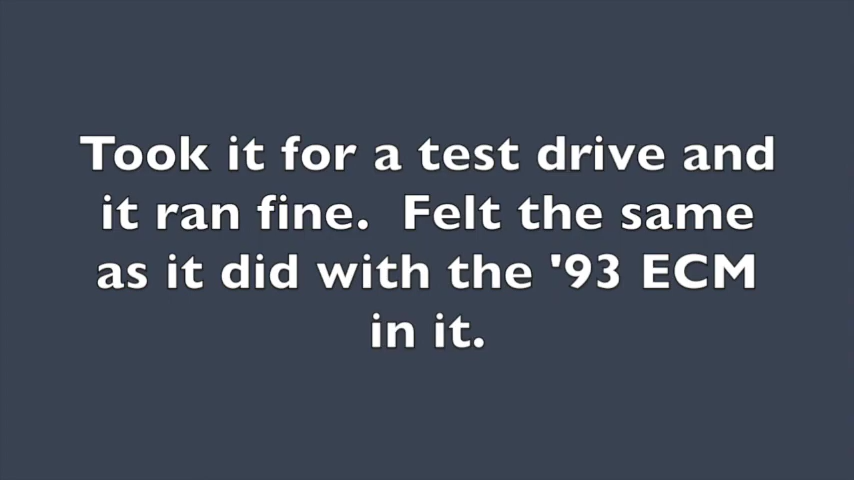 Took it for a test drive and
it ran fine.  Felt the same
as it did with the '93 ECM
in it.